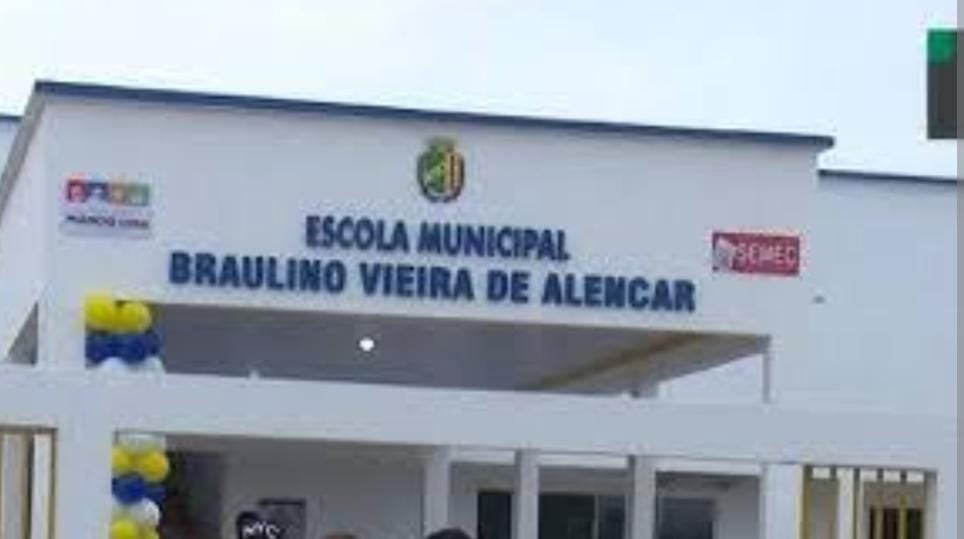 ESCOLA MUNICIPAL
BRAULINO VIEIRA DE ALENCAR
SEMEC